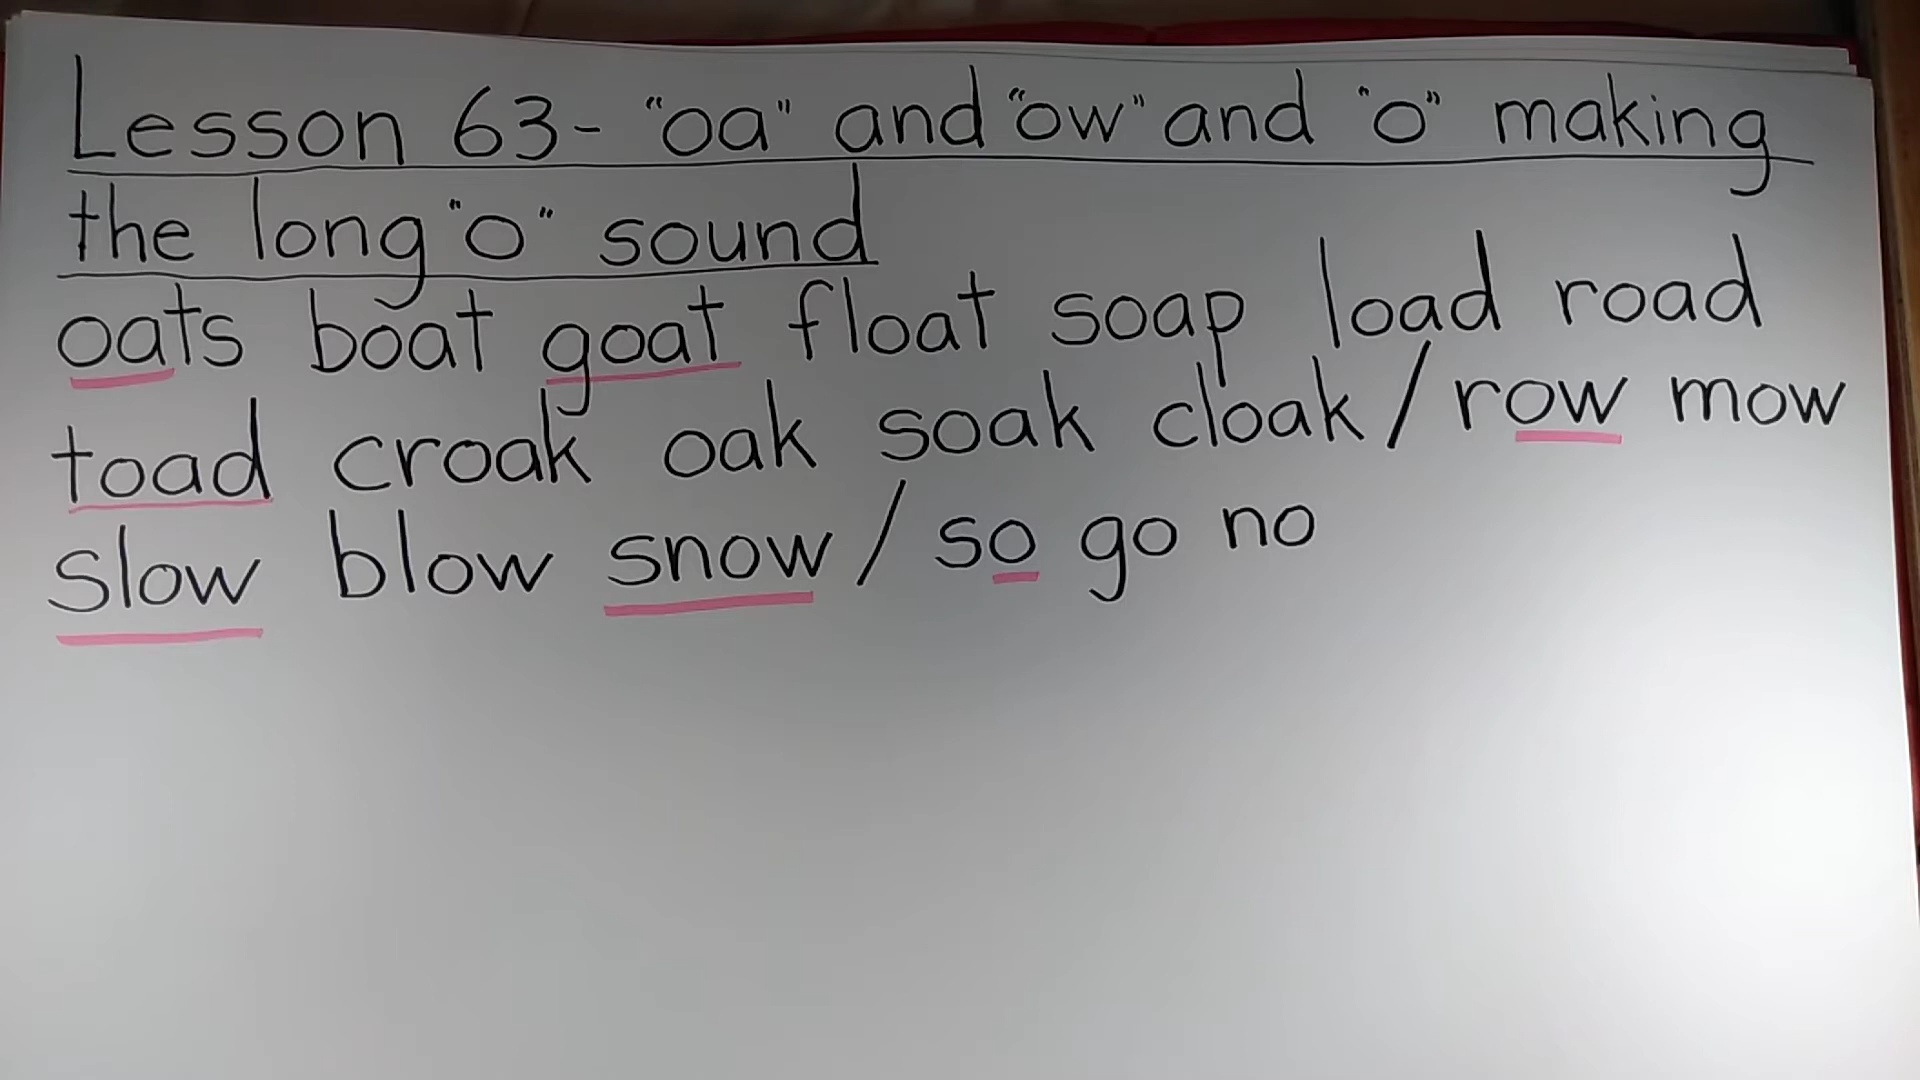 Lesson 63- "oa" and "ow" and "o" making
the long "o" sound
oats boat goat float soap load road
toad croak oak soak cloak / row mow
slow blow snow / so go no